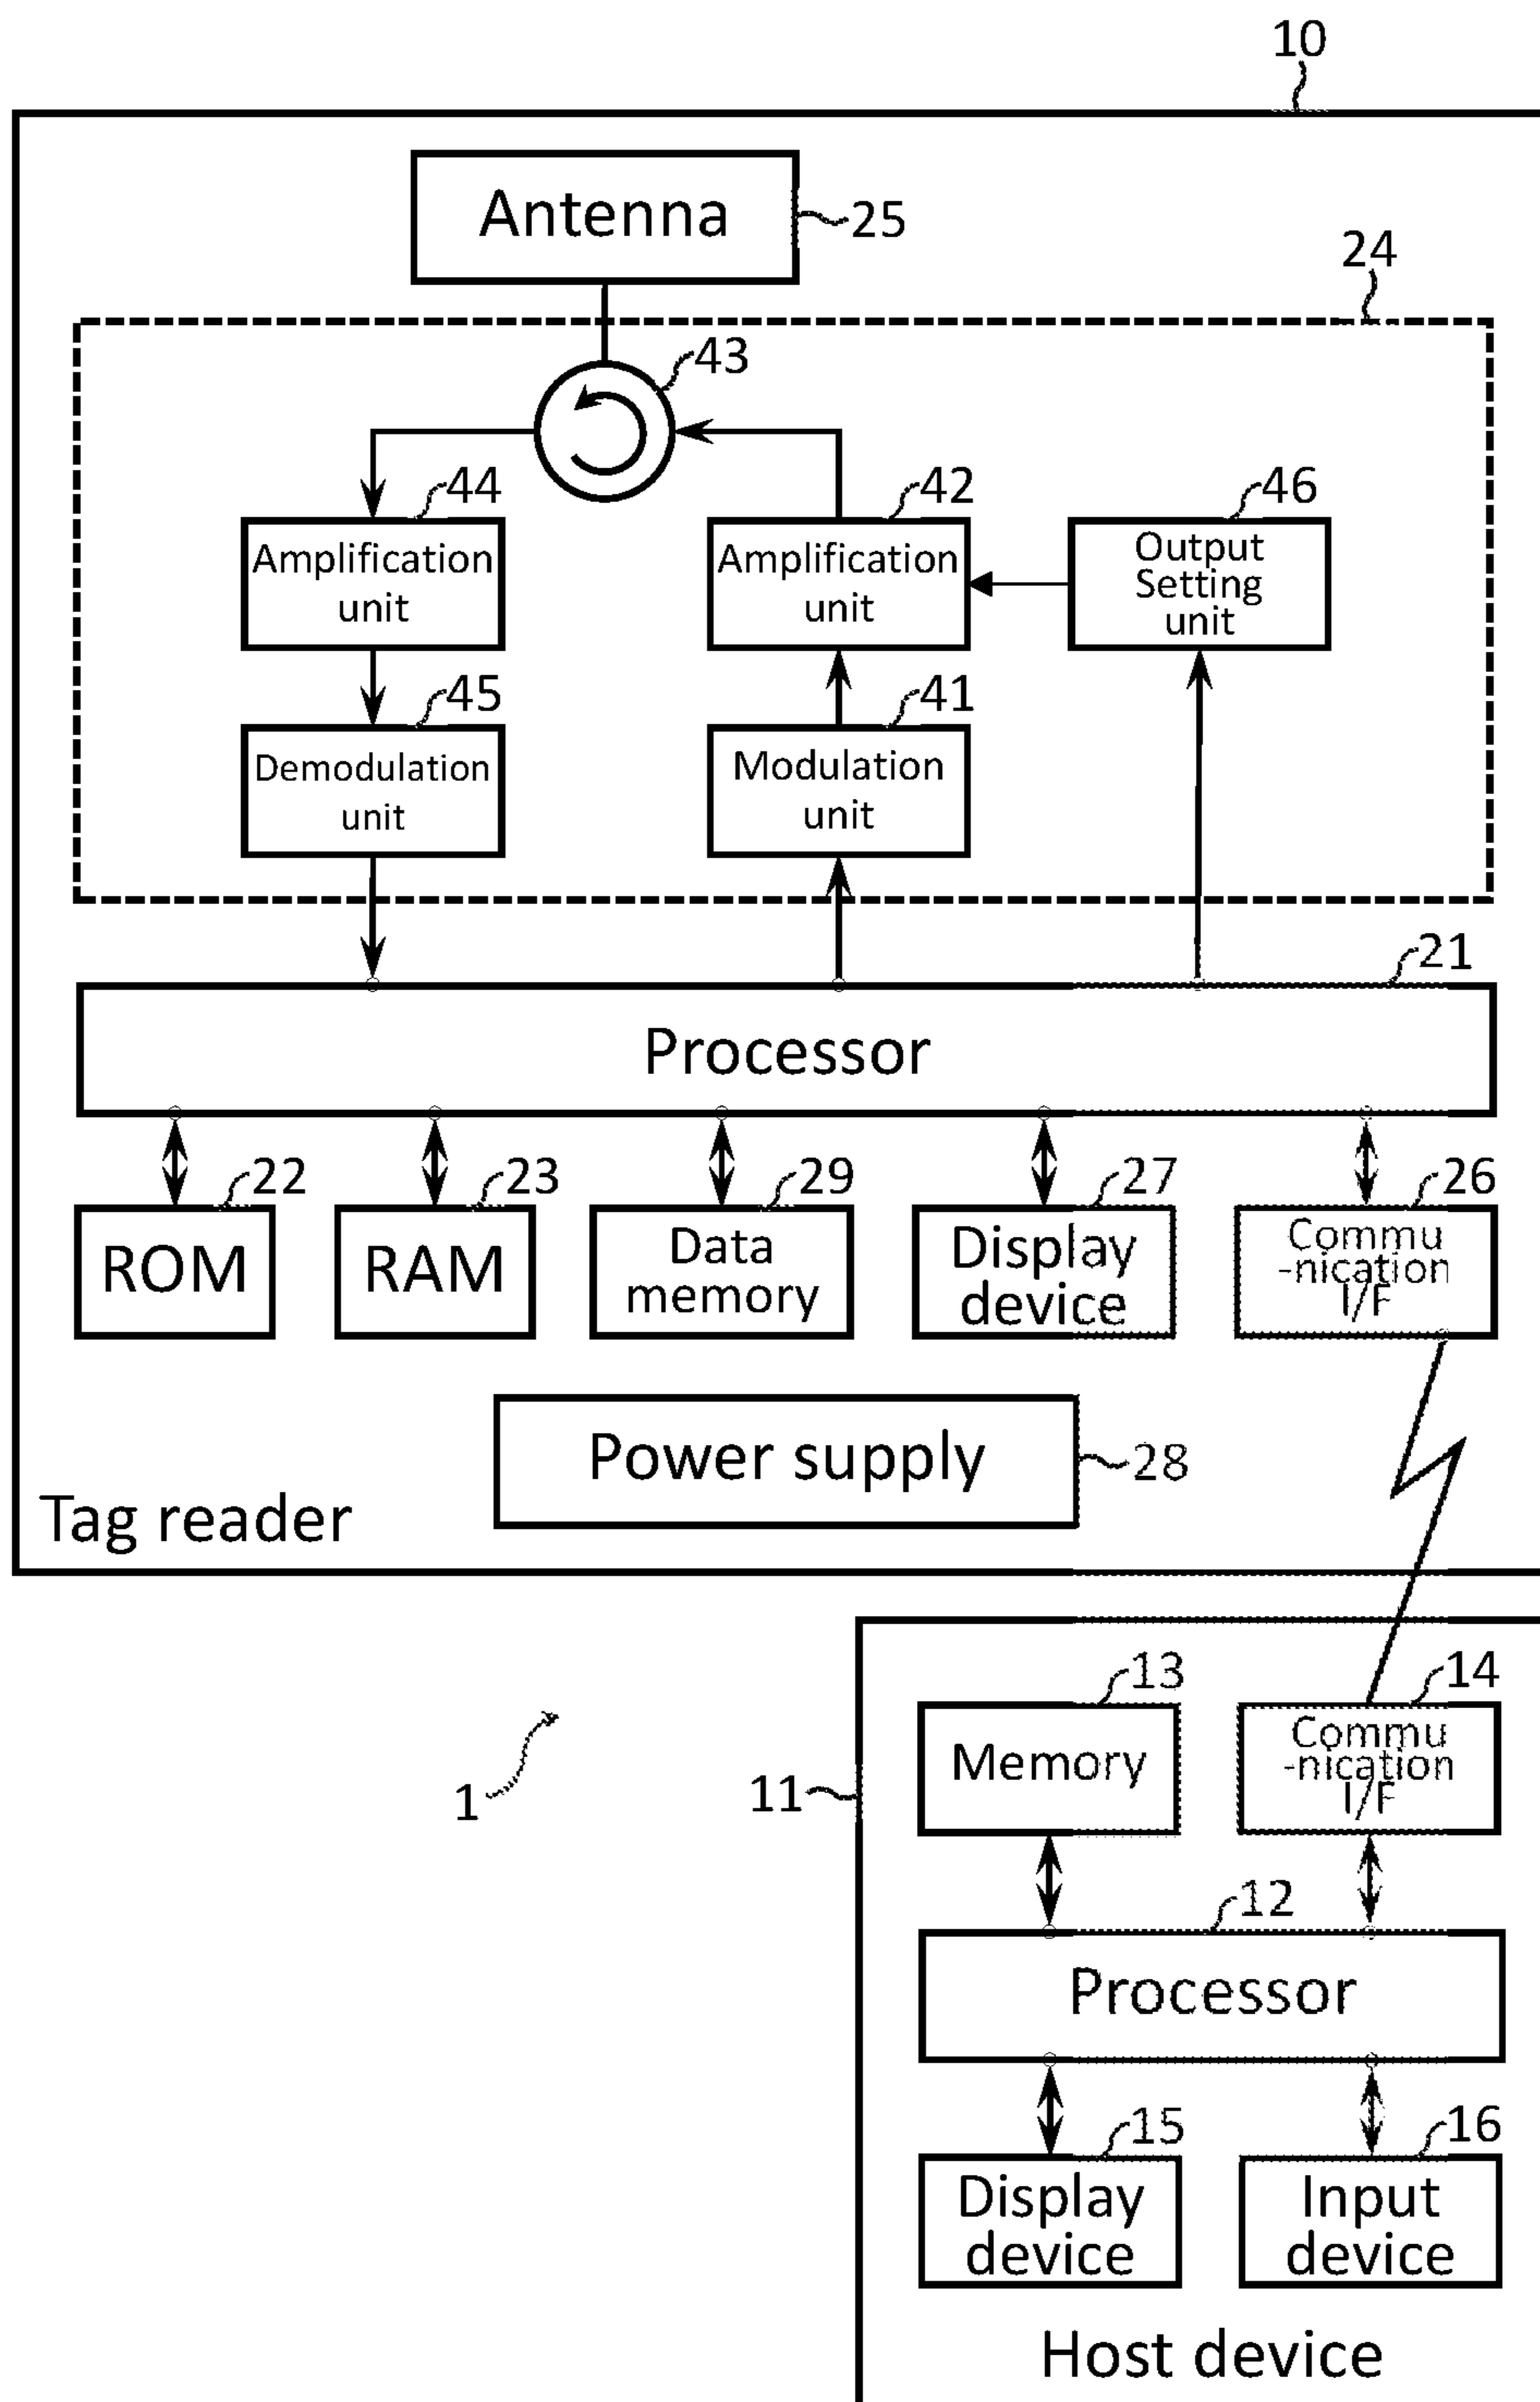 10
Antenna
25
24
43
44
42
46
Amplification
unit
Amplification
unit
Output
Setting
unit
45
41
Demodulation
unit
Modulation
unit
21
Processor
22
23
29
27
26
ROM
RAM
Data
memory
Display
device
Commu
-nication
I/F
Power supply
28
Tag reader
13
14
Memory
Commu
-nication
I/F
1
11
12
Processor
15
16
Display
device
Input
device
Host device